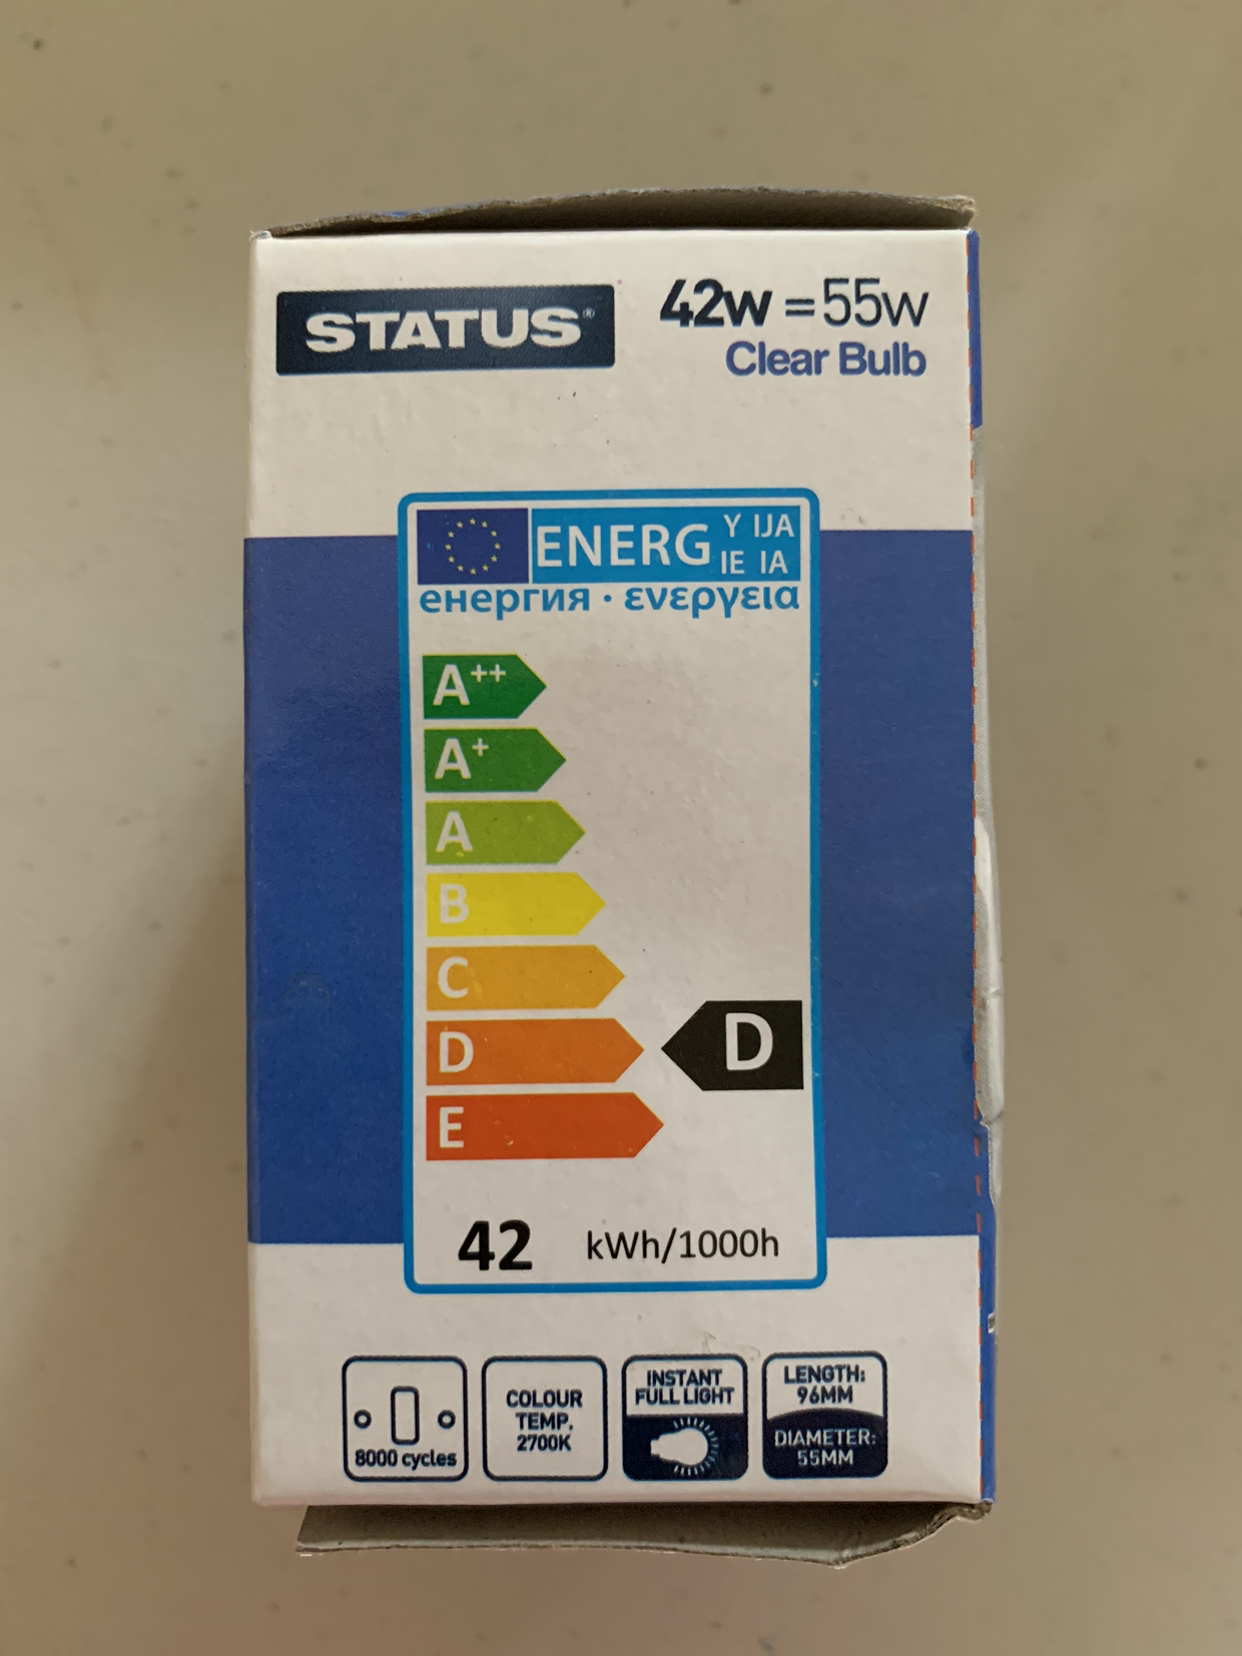 STATUS®
42w = 55w
Clear Bulb
ENERG
Y IJA
IE IA
енергия · ενεργεια
A++
A+
A
B
C
D
D
E
42 kWh/1000h
8000 cycles
COLOUR
TEMP.
2700K
INSTANT
FULL LIGHT
LENGTH:
96MM
DIAMETER:
55MM